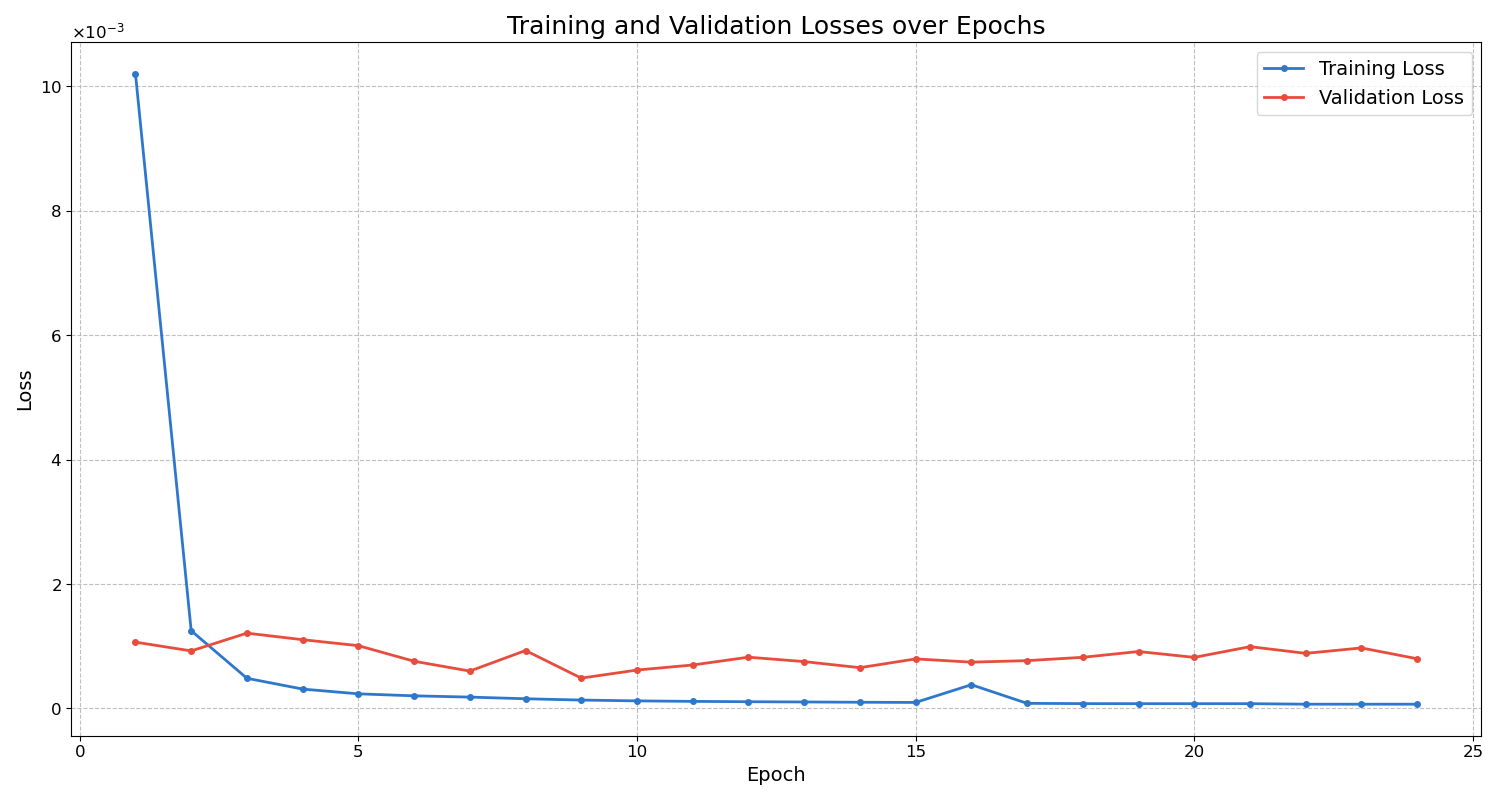 Training and Validation Losses over Epochs
×10⁻³
10
8
6
4
2
0
Loss
0 5 10 15 20 25
Epoch
Training Loss
Validation Loss